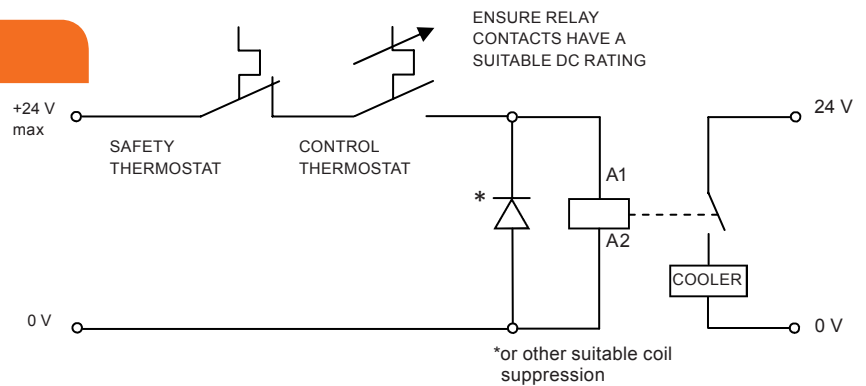 ENSURE RELAY
CONTACTS HAVE A
SUITABLE DC RATING
+24 V
max
24 V
SAFETY
THERMOSTAT
CONTROL
THERMOSTAT
A1
*
A2
COOLER
0 V
0 V
*or other suitable coil
suppression